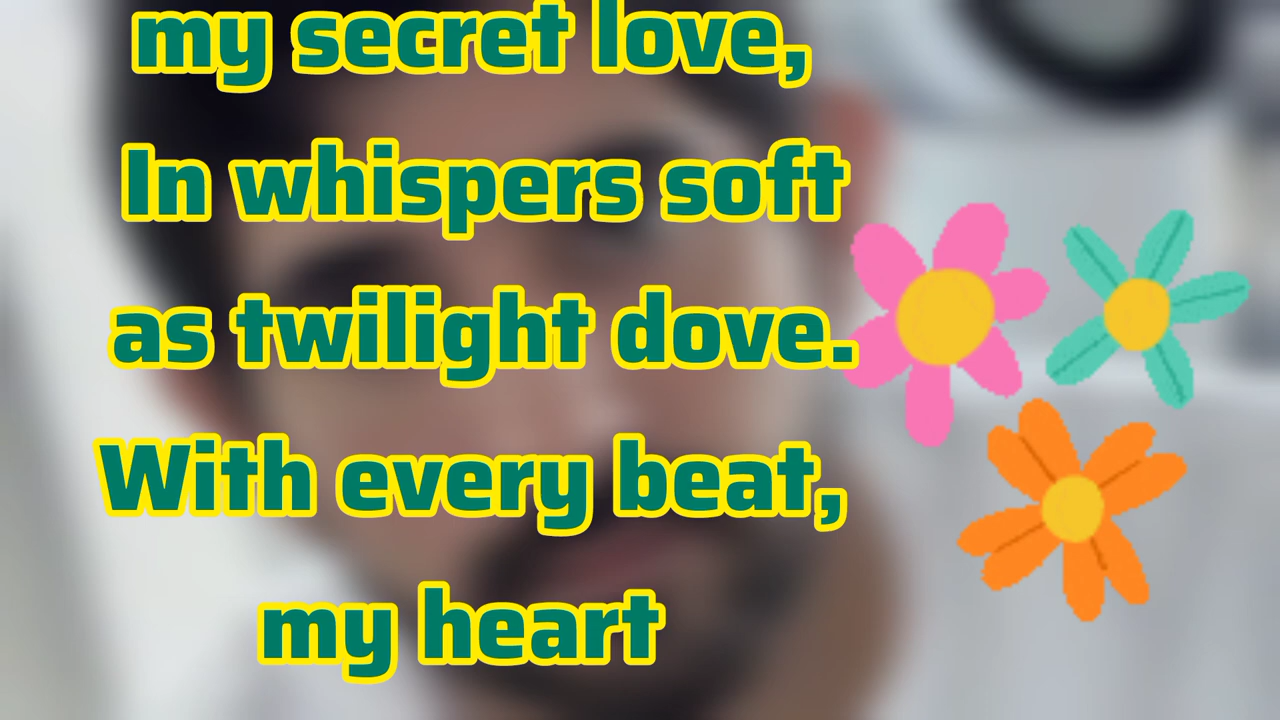 my secret love,
In whispers soft
as twilight dove.
With every beat,
my heart